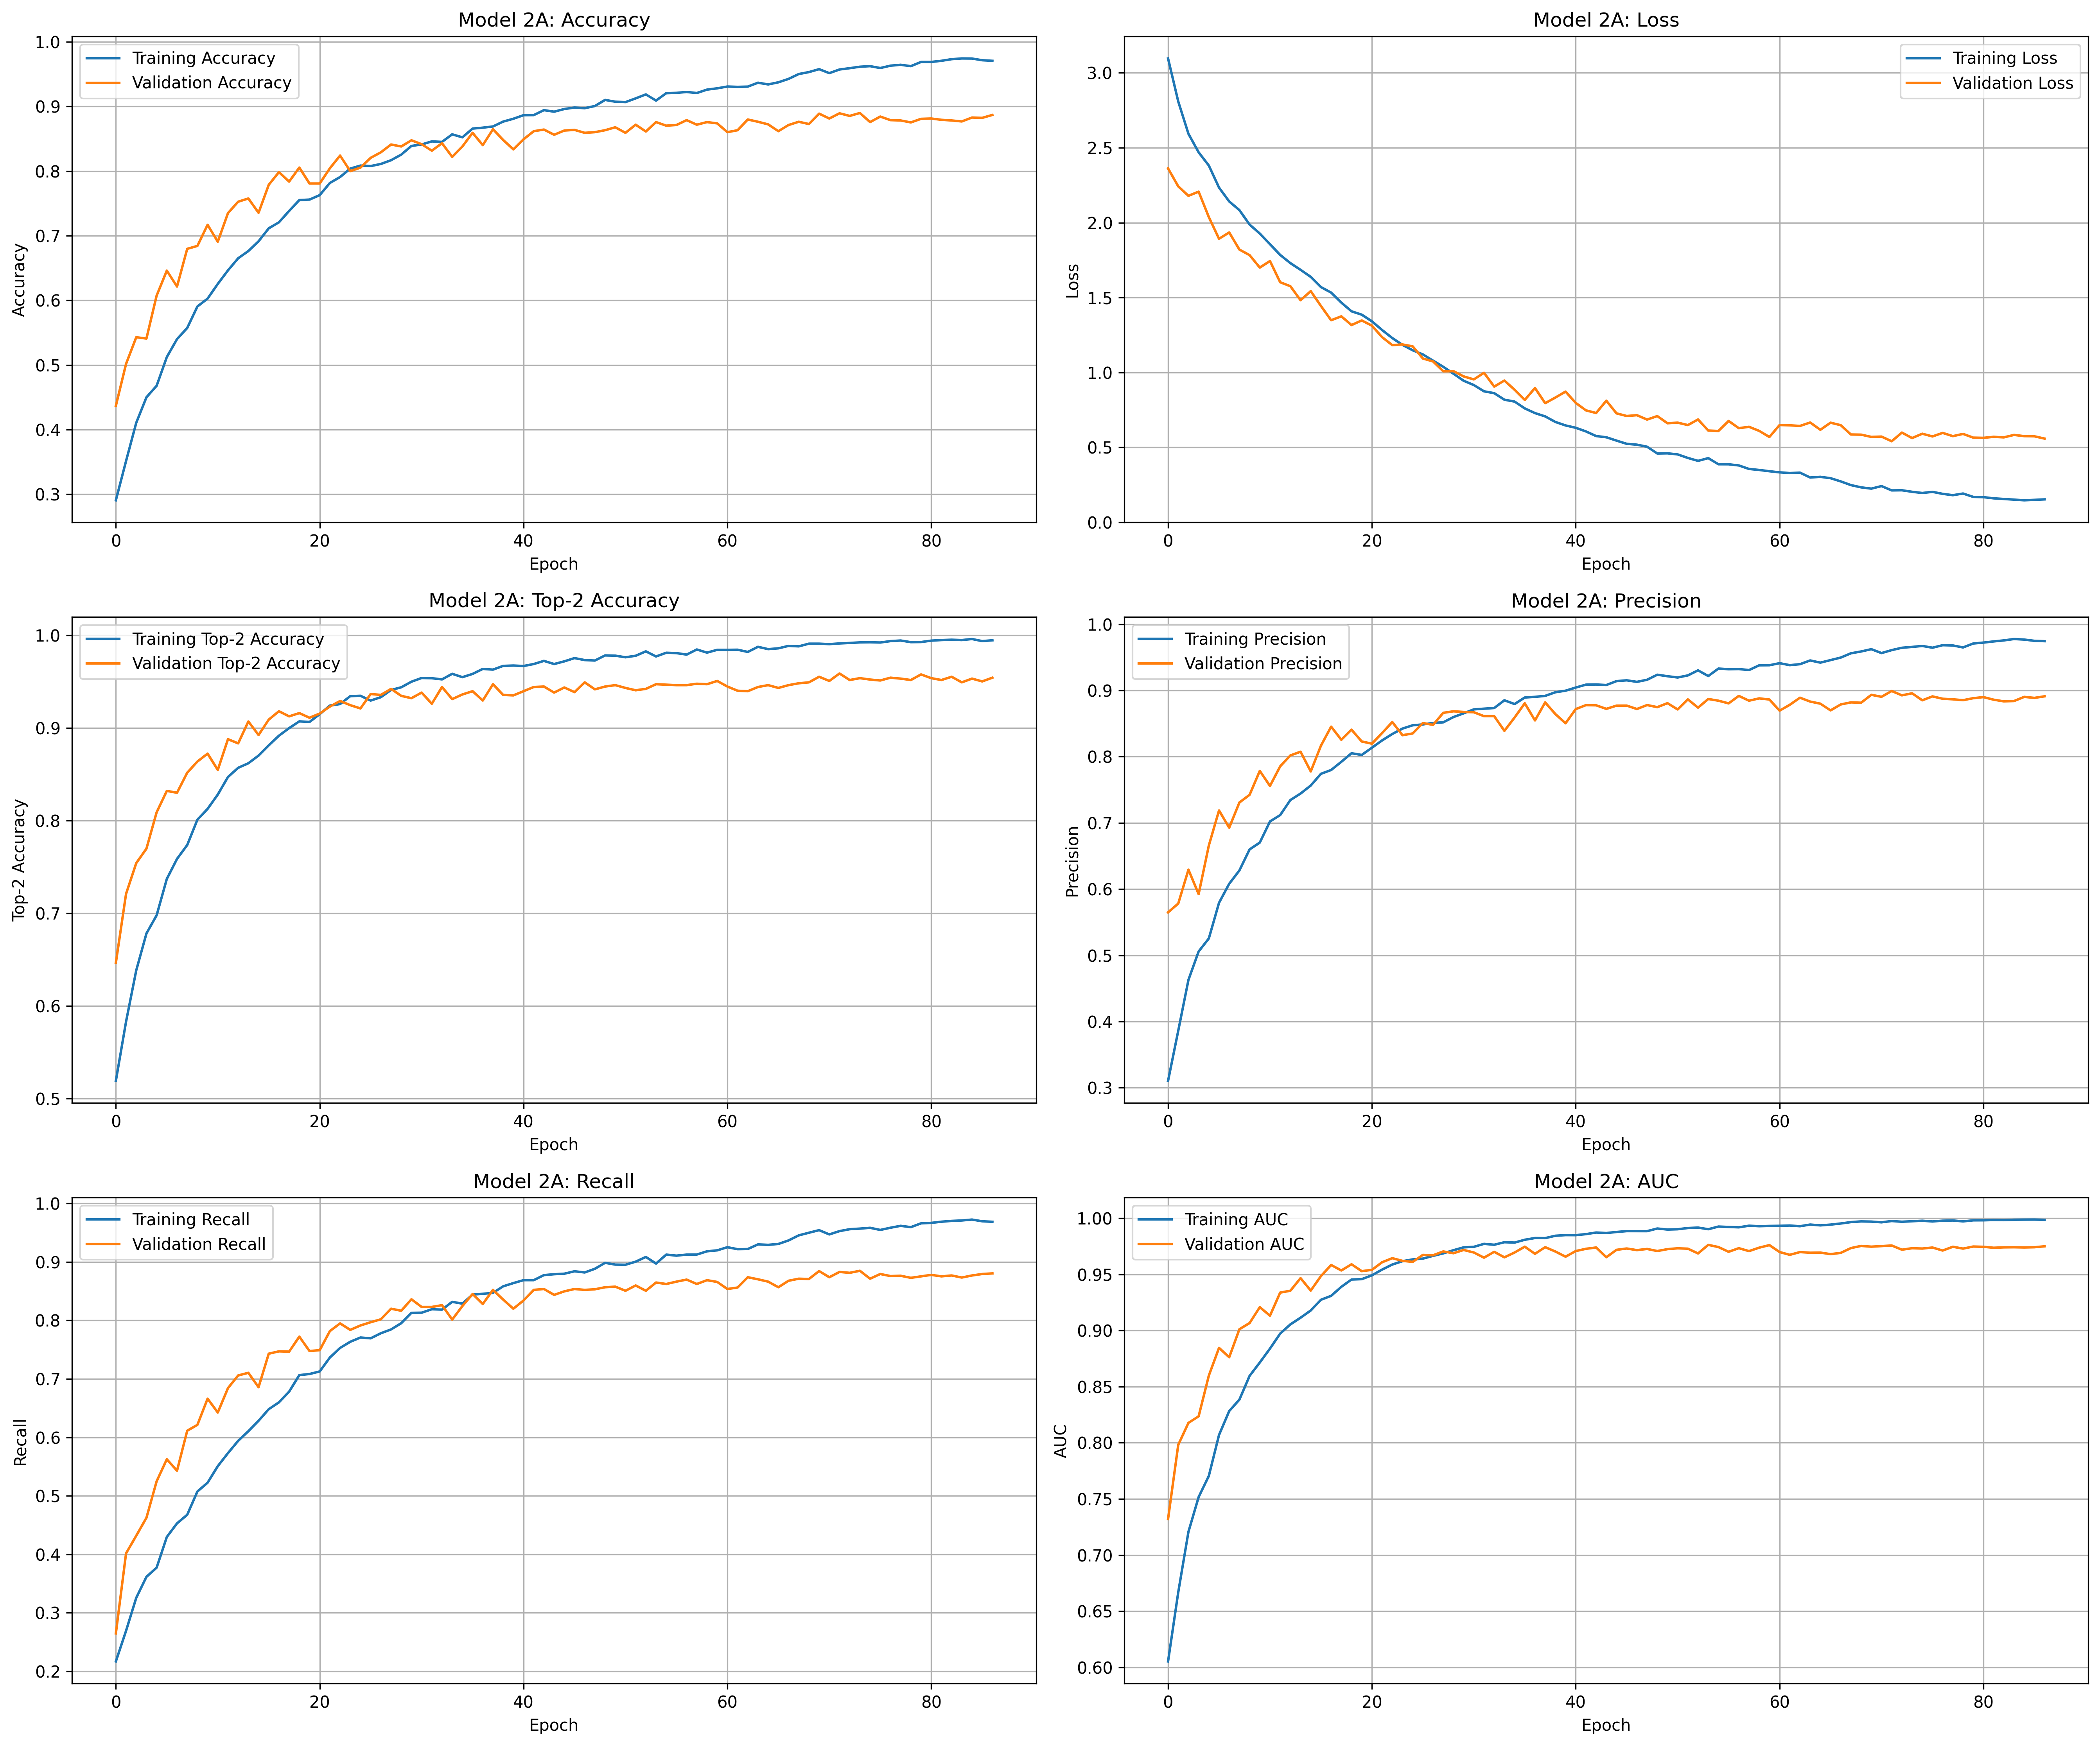 Model 2A: Accuracy
Training Accuracy
Validation Accuracy
1.0
0.9
0.8
0.7
0.6
0.5
0.4
0.3
Accuracy
0 20 40 60 80
Epoch
Model 2A: Loss
Training Loss
Validation Loss
3.0
2.5
2.0
1.5
1.0
0.5
0.0
Loss
0 20 40 60 80
Epoch
Model 2A: Top-2 Accuracy
Training Top-2 Accuracy
Validation Top-2 Accuracy
1.0
0.9
0.8
0.7
0.6
0.5
Top-2 Accuracy
0 20 40 60 80
Epoch
Model 2A: Precision
Training Precision
Validation Precision
1.0
0.9
0.8
0.7
0.6
0.5
0.4
0.3
Precision
0 20 40 60 80
Epoch
Model 2A: Recall
Training Recall
Validation Recall
1.0
0.9
0.8
0.7
0.6
0.5
0.4
0.3
0.2
Recall
0 20 40 60 80
Epoch
Model 2A: AUC
Training AUC
Validation AUC
1.00
0.95
0.90
0.85
0.80
0.75
0.70
0.65
0.60
AUC
0 20 40 60 80
Epoch